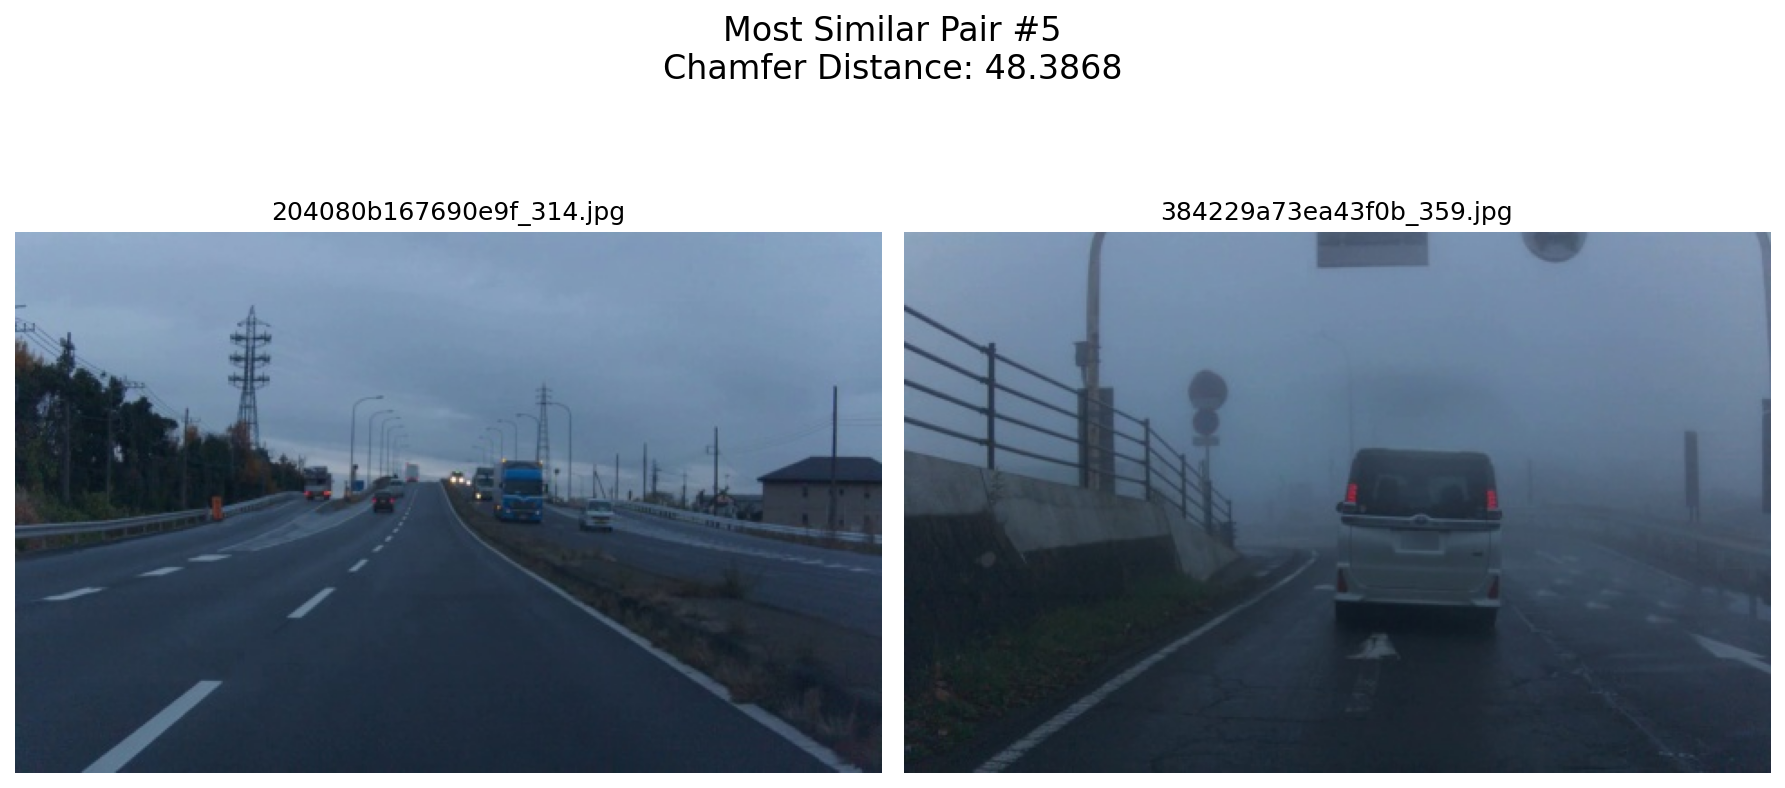 Most Similar Pair #5
Chamfer Distance: 48.3868
204080b167690e9f_314.jpg
384229a73ea43f0b_359.jpg